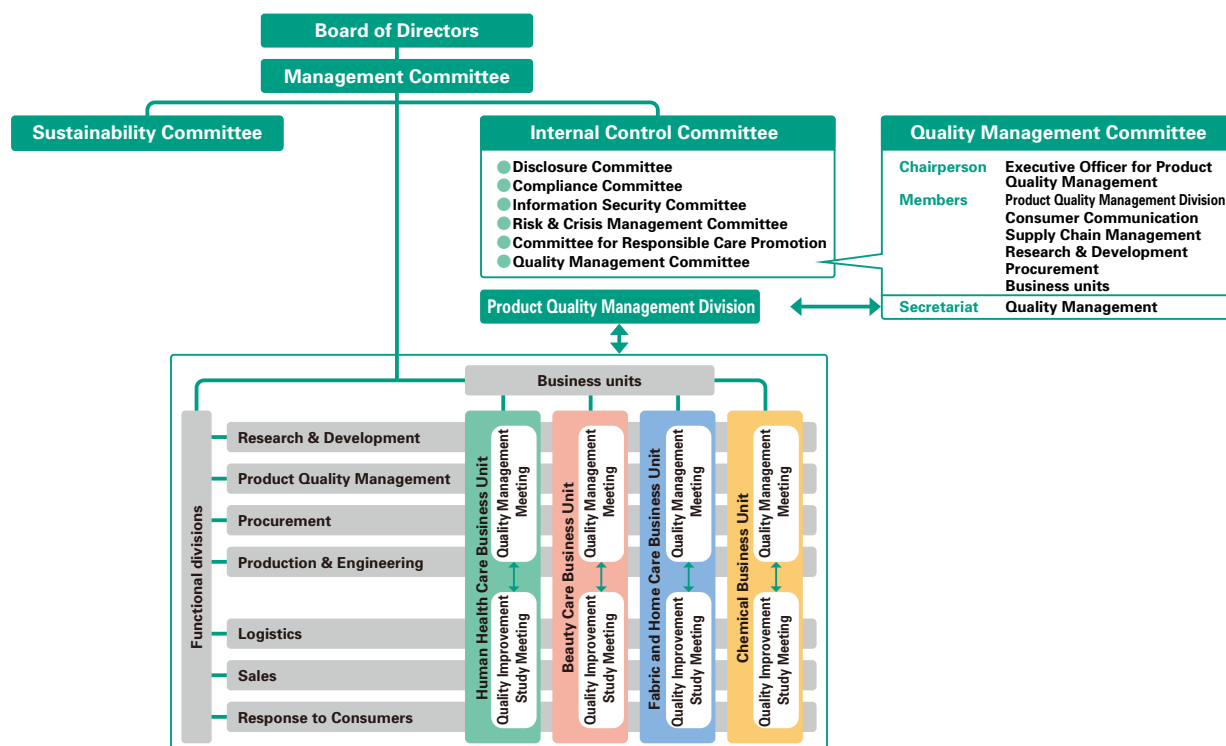 Board of Directors
Management Committee
Sustainability Committee
Internal Control Committee
Disclosure Committee
Compliance Committee
Information Security Committee
Risk & Crisis Management Committee
Committee for Responsible Care Promotion
Quality Management Committee
Quality Management Committee
Chairperson Executive Officer for Product
Quality Management
Members Product Quality Management Division
Consumer Communication
Supply Chain Management
Research & Development
Procurement
Business units
Secretariat Quality Management
Product Quality Management Division
Business units
Functional divisions
Research & Development
Product Quality Management
Procurement
Production & Engineering
Logistics
Sales
Response to Consumers
Human Health Care Business Unit
Quality Management
Meeting
Quality Improvement
Study Meeting
Beauty Care Business Unit
Quality Management
Meeting
Quality Improvement
Study Meeting
Fabric and Home Care Business Unit
Quality Management
Meeting
Quality Improvement
Study Meeting
Chemical Business Unit
Quality Management
Meeting
Quality Improvement
Study Meeting